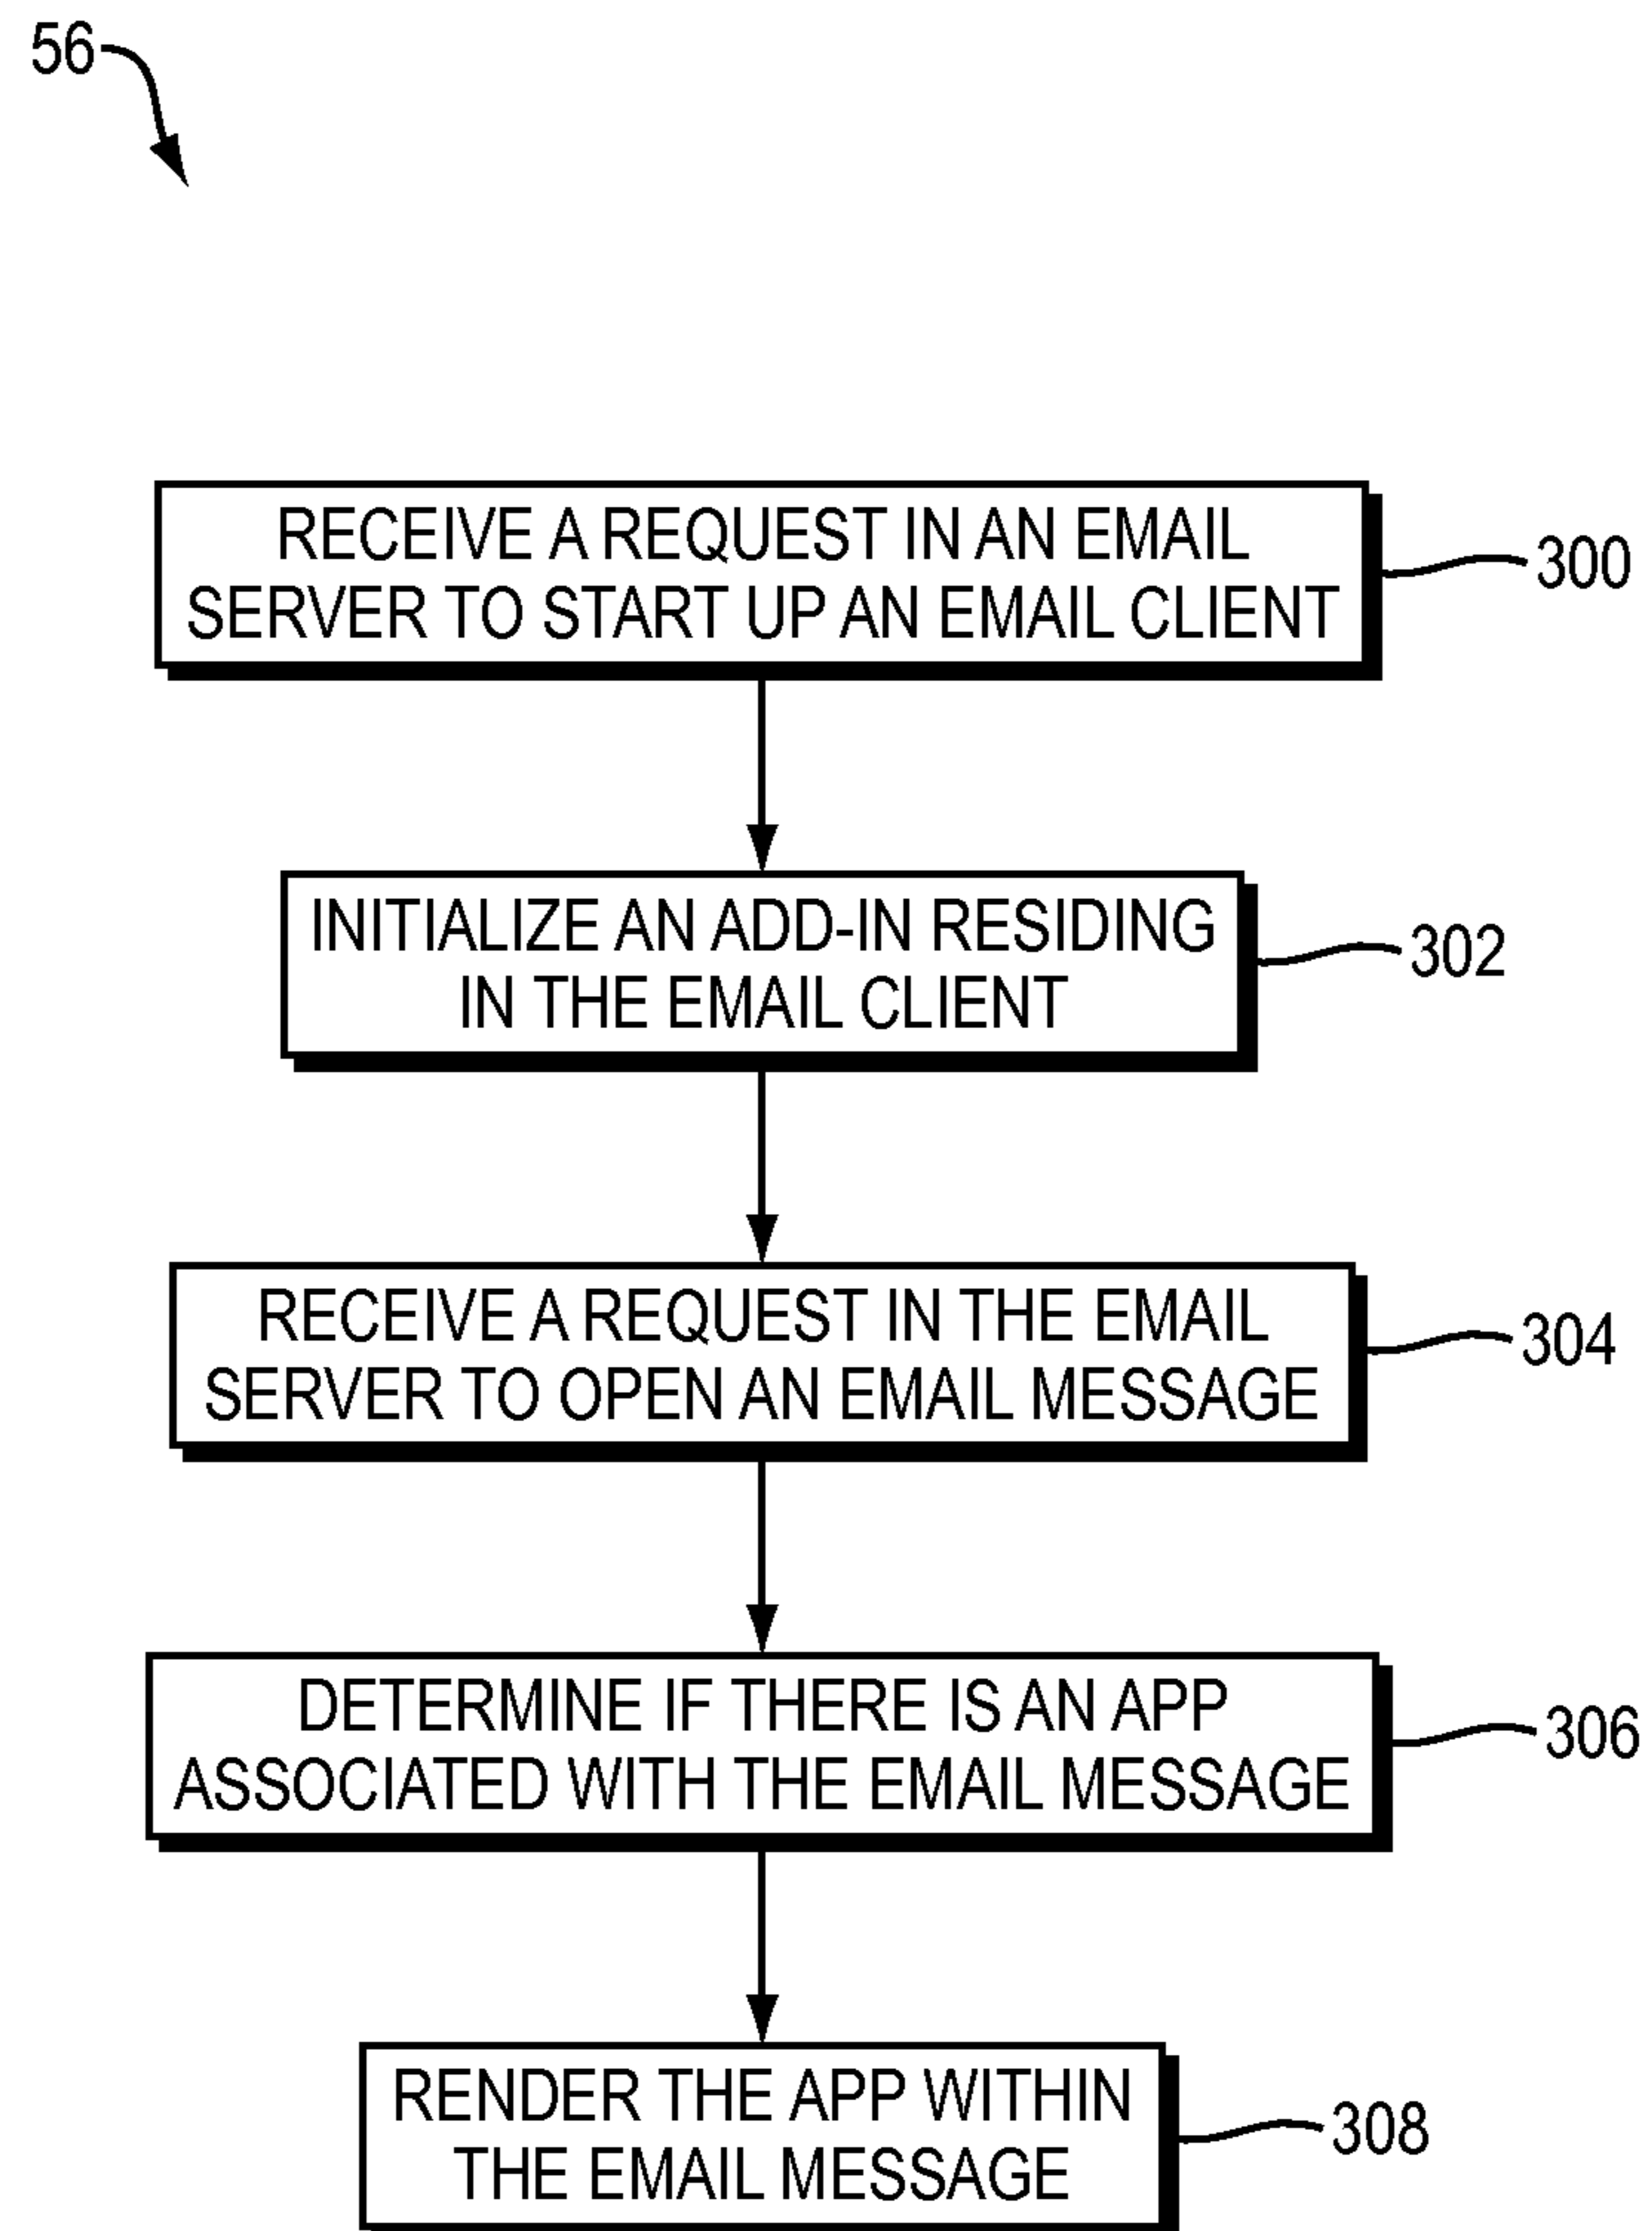 56
RECEIVE A REQUEST IN AN EMAIL
SERVER TO START UP AN EMAIL CLIENT
300
INITIALIZE AN ADD-IN RESIDING
IN THE EMAIL CLIENT
302
RECEIVE A REQUEST IN THE EMAIL
SERVER TO OPEN AN EMAIL MESSAGE
304
DETERMINE IF THERE IS AN APP
ASSOCIATED WITH THE EMAIL MESSAGE
306
RENDER THE APP WITHIN
THE EMAIL MESSAGE
308